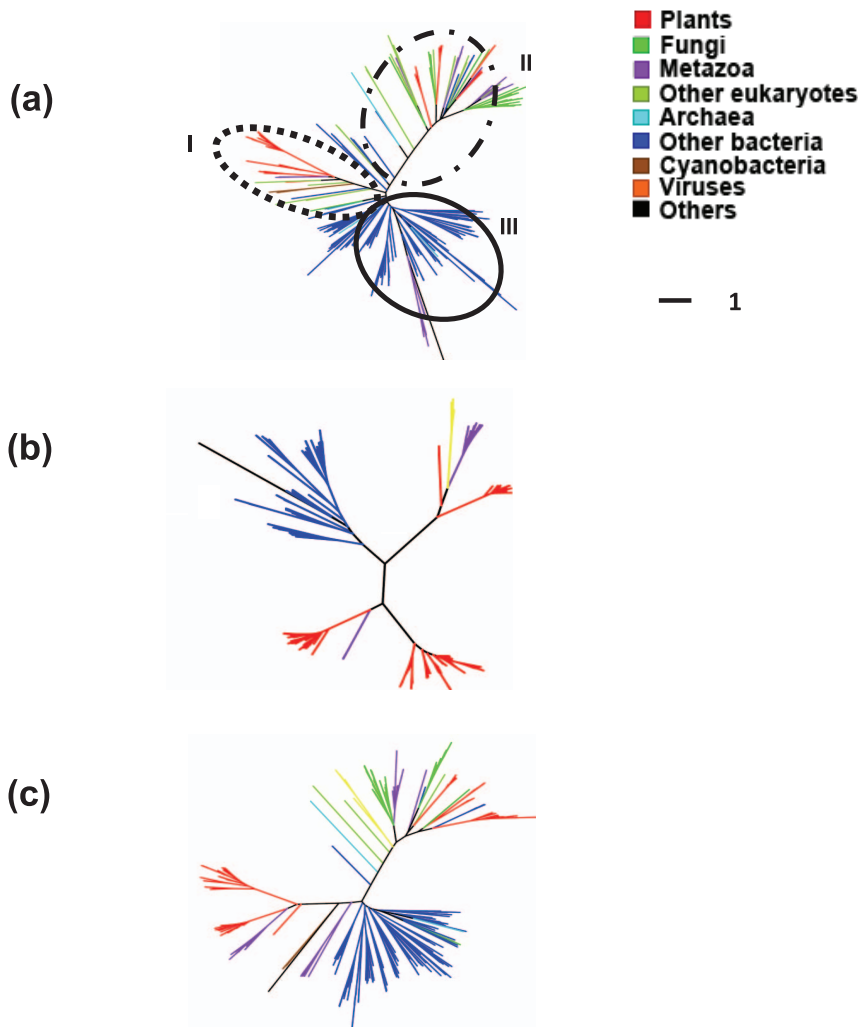 (a)
I
II
III
Plants
Fungi
Metazoa
Other eukaryotes
Archaea
Other bacteria
Cyanobacteria
Viruses
Others
1
(b)
(c)